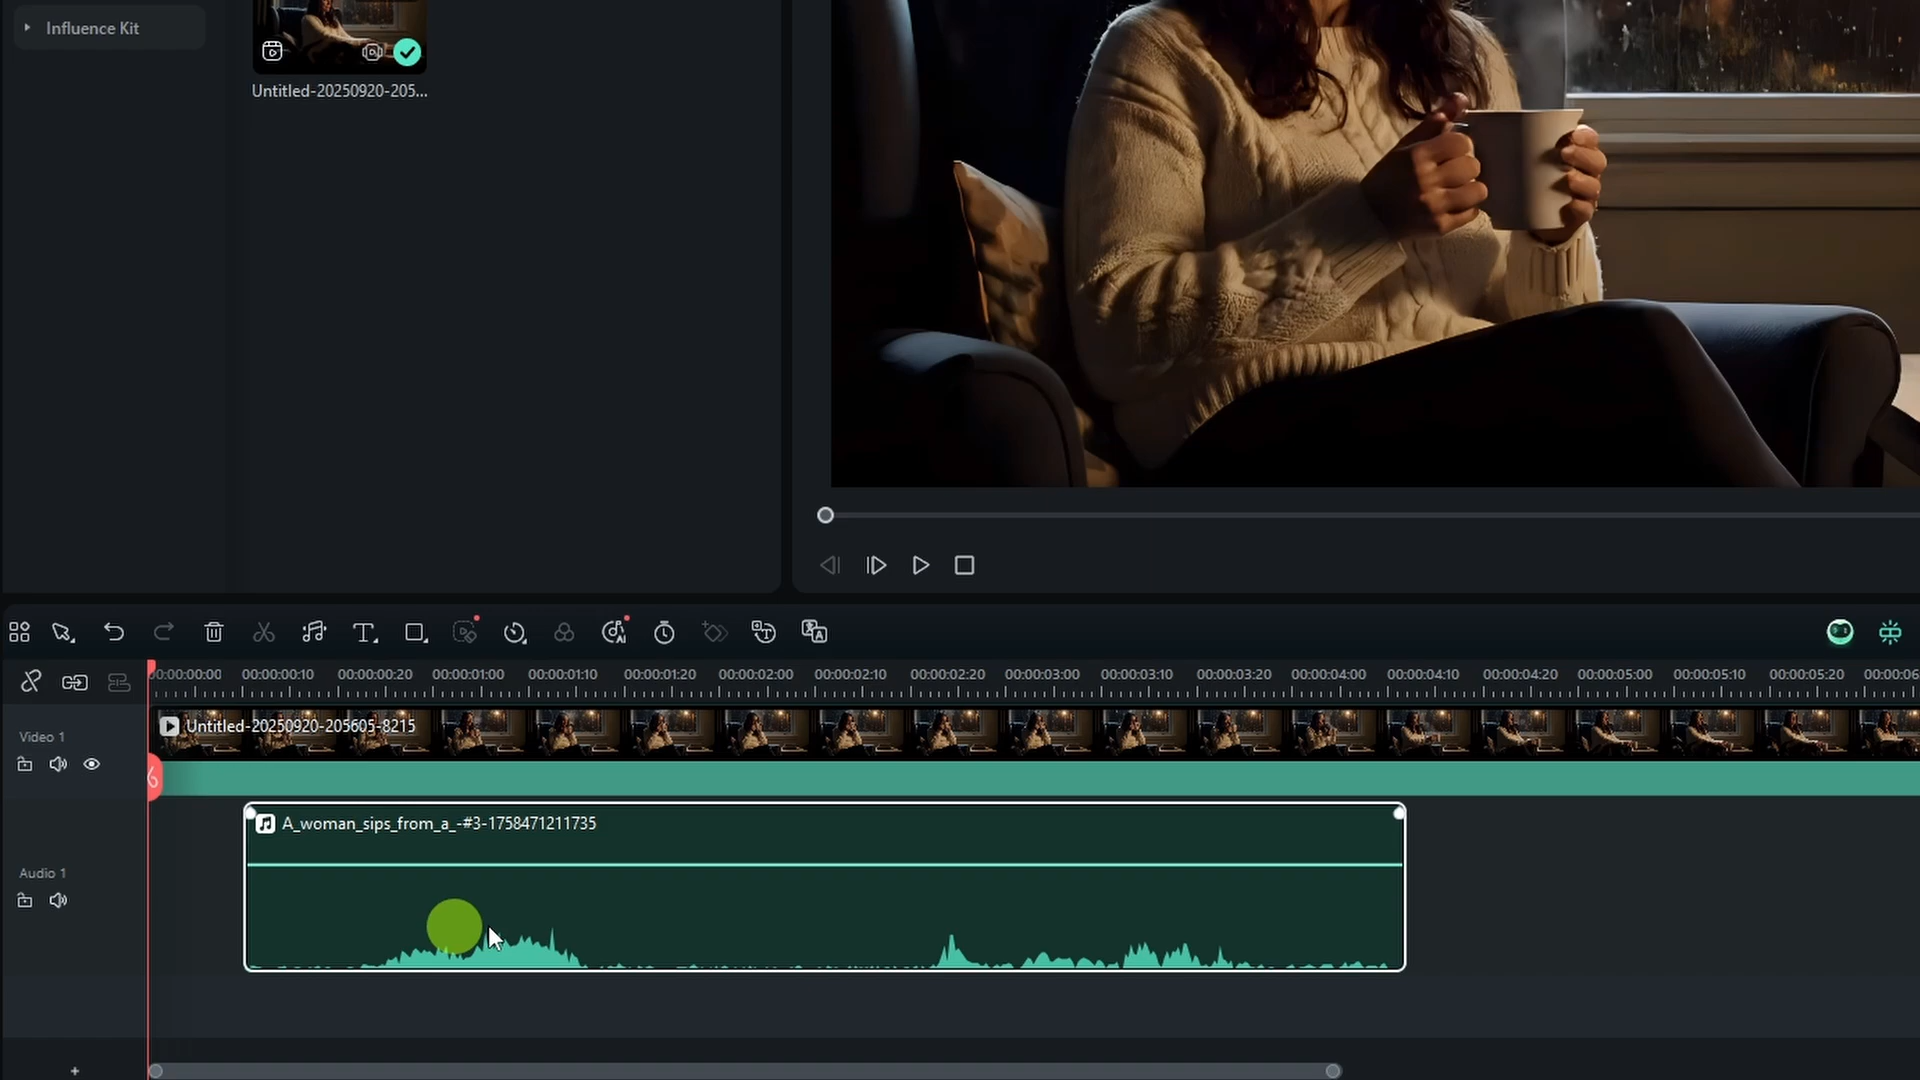 Influence Kit
Untitled-20250920-205...
00:00:00:00 00:00:00:10 00:00:00:20 00:00:01:00 00:00:01:10 00:00:01:20 00:00:02:00 00:00:02:10 00:00:02:20 00:00:03:00 00:00:03:10 00:00:03:20 00:00:04:00 00:00:04:10 00:00:04:20 00:00:05:00 00:00:05:10 00:00:05:20 00:00:06
Video 1
Untitled-20250920-205605-8215
A_woman_sips_from_a_-#3-1758471211735
Audio 1